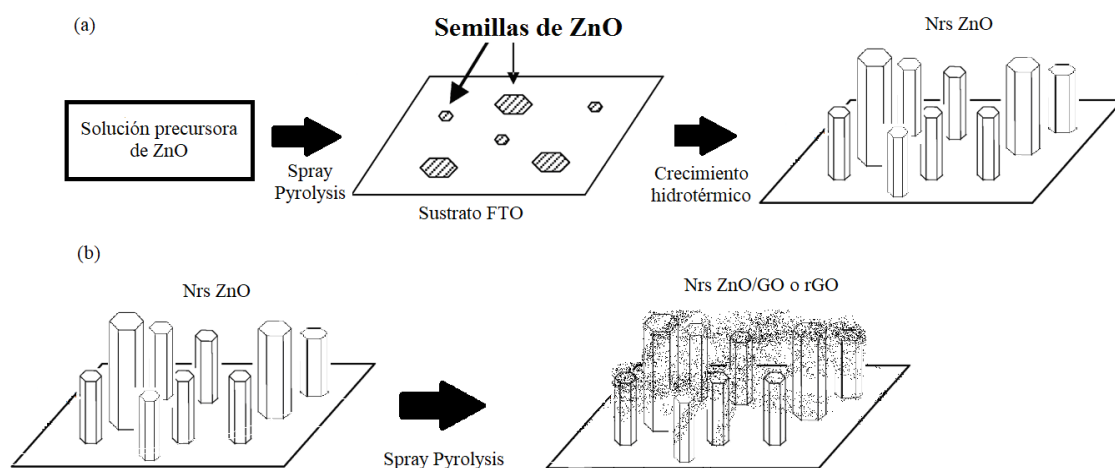 (a)
Semillas de ZnO
Nrs ZnO
Solución precursora
de ZnO
Spray
Pyrolysis
Sustrato FTO
Crecimiento
hidrotérmico
(b)
Nrs ZnO
Nrs ZnO/GO o rGO
Spray Pyrolysis